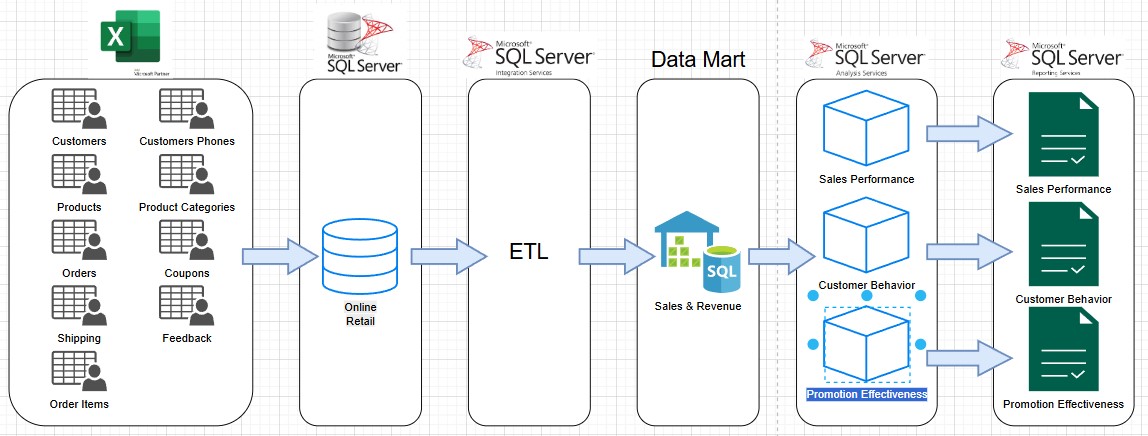 X
Microsoft Partner
Customers
Customers Phones
Products
Product Categories
Orders
Coupons
Shipping
Feedback
Order Items
Microsoft®
SQL Server®
Online
Retail
Microsoft®
SQL Server®
Integration Services
ETL
Data Mart
SQL
Sales & Revenue
Microsoft®
SQL Server®
Analysis Services
Sales Performance
Customer Behavior
Promotion Effectiveness
Microsoft®
SQL Server®
Reporting Services
Sales Performance
Customer Behavior
Promotion Effectiveness